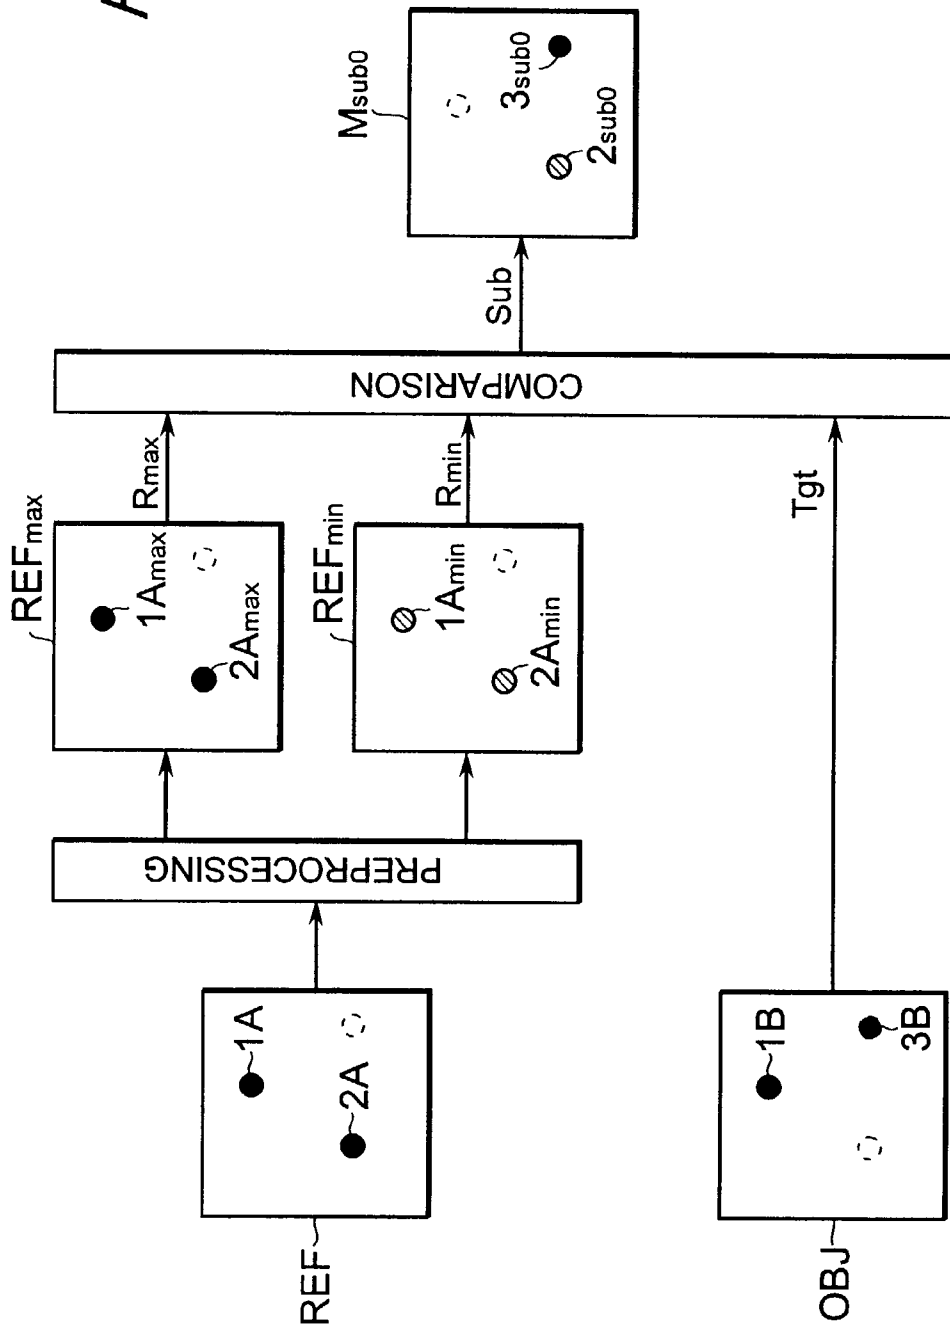 REF
1A
2A
PREPROCESSING
REFmax
1Amax
2Amax
Rmax
REFmin
1Amin
2Amin
Rmin
OBJ
1B
3B
Tgt
COMPARISON
Sub
Msub0
3sub0
2sub0